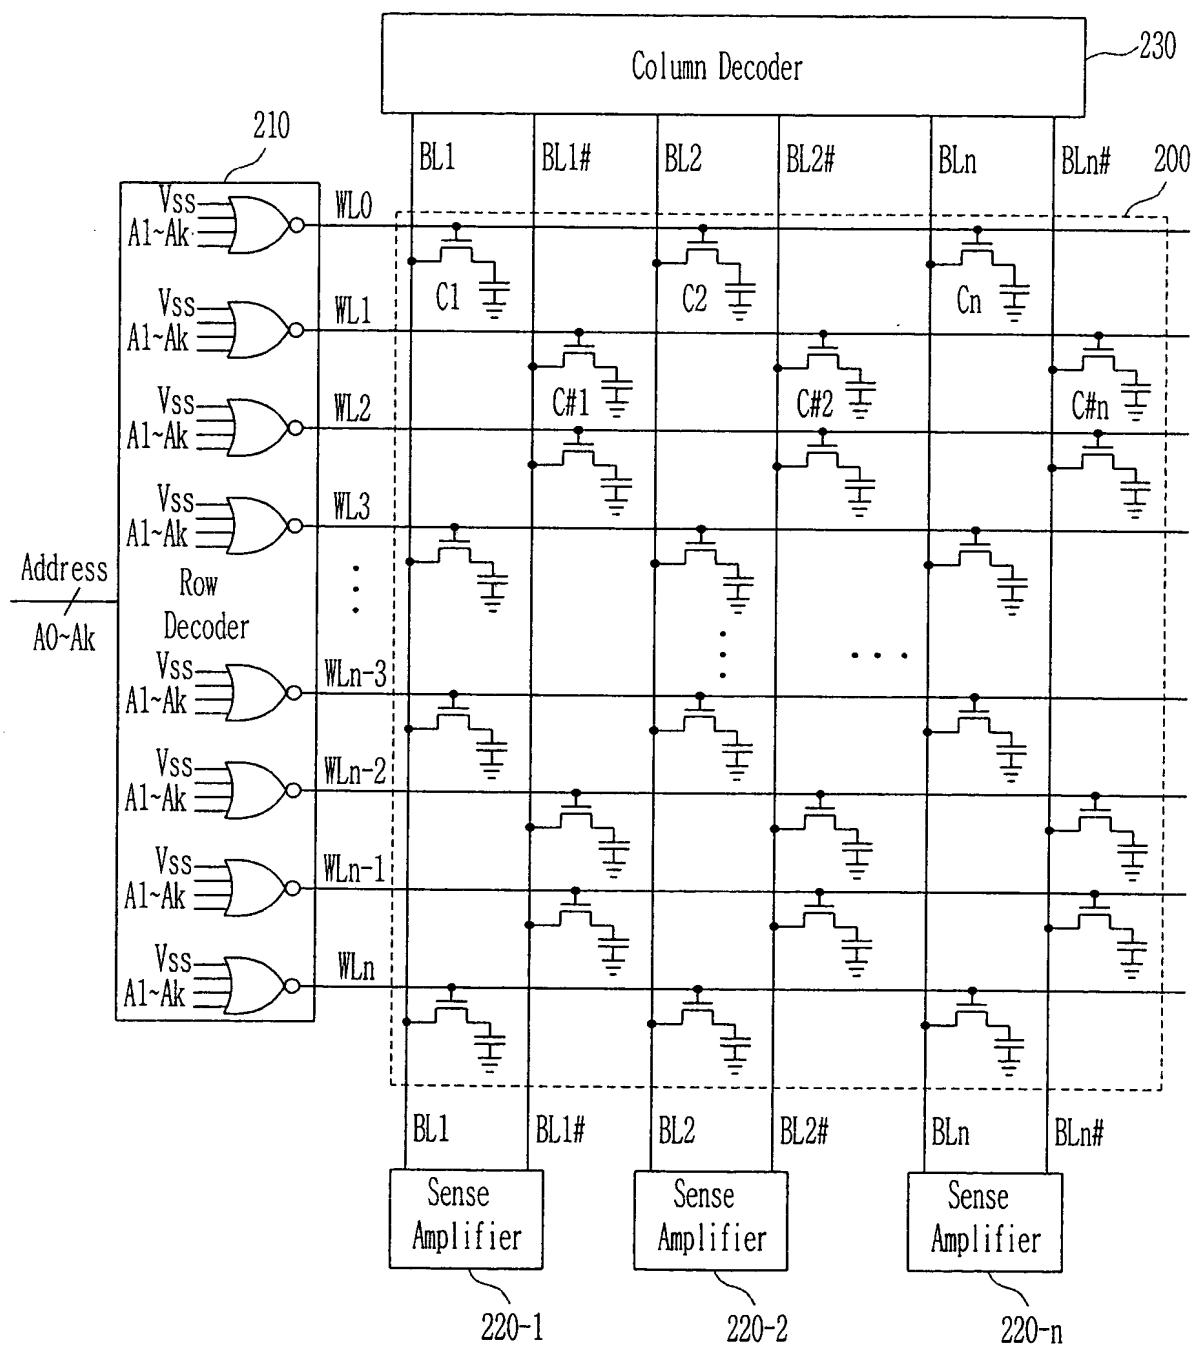 Column Decoder
230
210
BL1 BL1# BL2 BL2# BLn BLn#
200
Vss
A1~Ak
WL0
C1 C2 Cn
Vss
A1~Ak
WL1
C#1 C#2 C#n
Vss
A1~Ak
WL2
Vss
A1~Ak
WL3
Address
A0~Ak
Row
Decoder
Vss
A1~Ak
WLn-3
Vss
A1~Ak
WLn-2
Vss
A1~Ak
WLn-1
Vss
A1~Ak
WLn
BL1 BL1# BL2 BL2# BLn BLn#
Sense
Amplifier
Sense
Amplifier
Sense
Amplifier
220-1 220-2 220-n